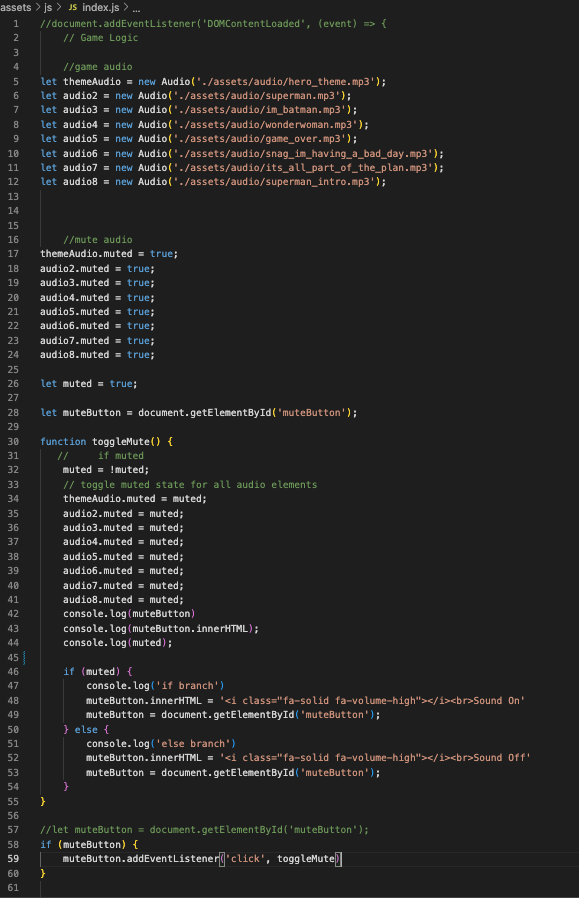 assets > js > JS index.js > ...
1 //document.addEventListener('DOMContentLoaded', (event) => {
2 // Game Logic
3
4 //game audio
5 let themeAudio = new Audio('./assets/audio/hero_theme.mp3');
6 let audio2 = new Audio('./assets/audio/superman.mp3');
7 let audio3 = new Audio('./assets/audio/im_batman.mp3');
8 let audio4 = new Audio('./assets/audio/wonderwoman.mp3');
9 let audio5 = new Audio('./assets/audio/game_over.mp3');
10 let audio6 = new Audio('./assets/audio/snag_im_having_a_bad_day.mp3');
11 let audio7 = new Audio('./assets/audio/its_all_part_of_the_plan.mp3');
12 let audio8 = new Audio('./assets/audio/superman_intro.mp3');
13
14
15
16 //mute audio
17 themeAudio.muted = true;
18 audio2.muted = true;
19 audio3.muted = true;
20 audio4.muted = true;
21 audio5.muted = true;
22 audio6.muted = true;
23 audio7.muted = true;
24 audio8.muted = true;
25
26 let muted = true;
27
28 let muteButton = document.getElementById('muteButton');
29
30 function toggleMute() {
31 // if muted
32 muted = !muted;
33 // toggle muted state for all audio elements
34 themeAudio.muted = muted;
35 audio2.muted = muted;
36 audio3.muted = muted;
37 audio4.muted = muted;
38 audio5.muted = muted;
39 audio6.muted = muted;
40 audio7.muted = muted;
41 audio8.muted = muted;
42 console.log(muteButton)
43 console.log(muteButton.innerHTML);
44 console.log(muted);
45
46 if (muted) {
47 console.log('if branch')
48 muteButton.innerHTML = '<i class="fa-solid fa-volume-high"></i><br>Sound On'
49 muteButton = document.getElementById('muteButton');
50 } else {
51 console.log('else branch')
52 muteButton.innerHTML = '<i class="fa-solid fa-volume-high"></i><br>Sound Off'
53 muteButton = document.getElementById('muteButton');
54 }
55 }
56
57 //let muteButton = document.getElementById('muteButton');
58 if (muteButton) {
59 muteButton.addEventListener('click', toggleMute)
60 }
61